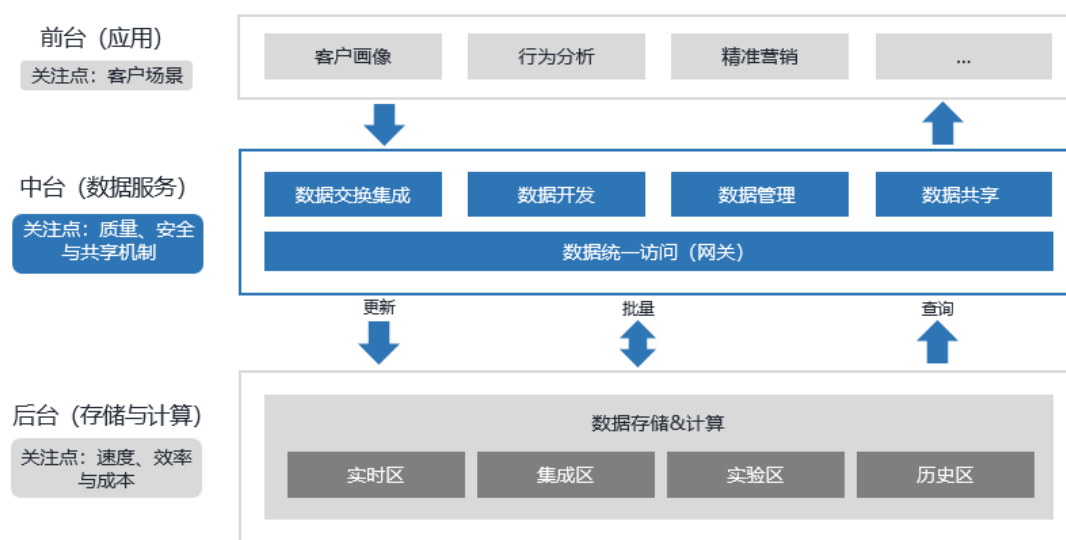 前台（应用）
关注点：客户场景
客户画像
行为分析
精准营销
...
中台（数据服务）
关注点：质量、安全
与共享机制
数据交换集成
数据开发
数据管理
数据共享
数据统一访问（网关）
更新
批量
查询
后台（存储与计算）
关注点：速度、效率
与成本
数据存储&计算
实时区
集成区
实验区
历史区